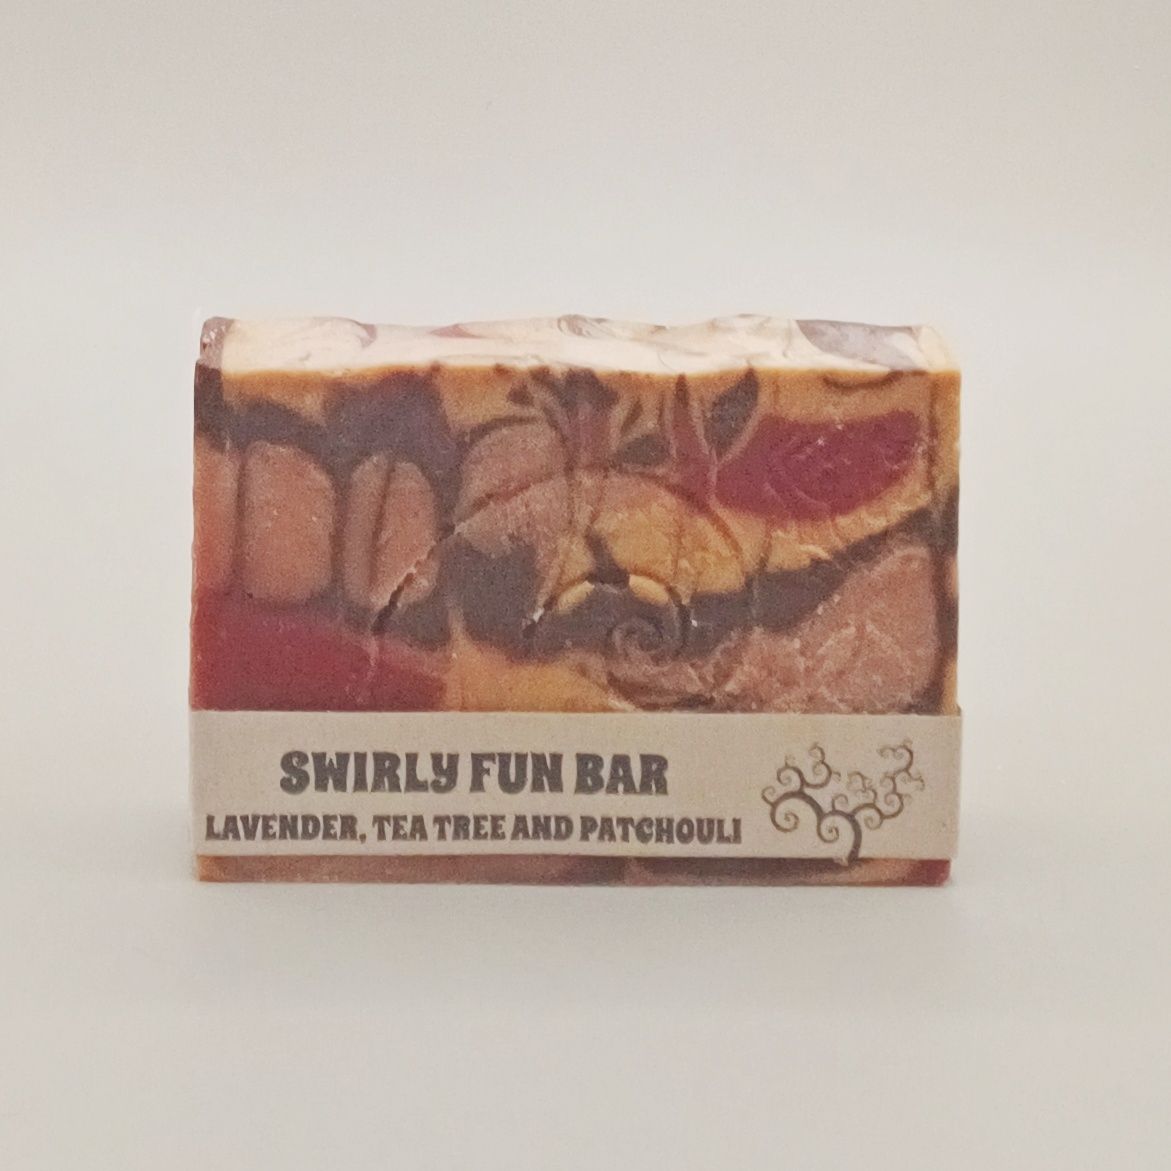 SWIRLY FUN BAR
LAVENDER, TEA TREE AND PATCHOULI